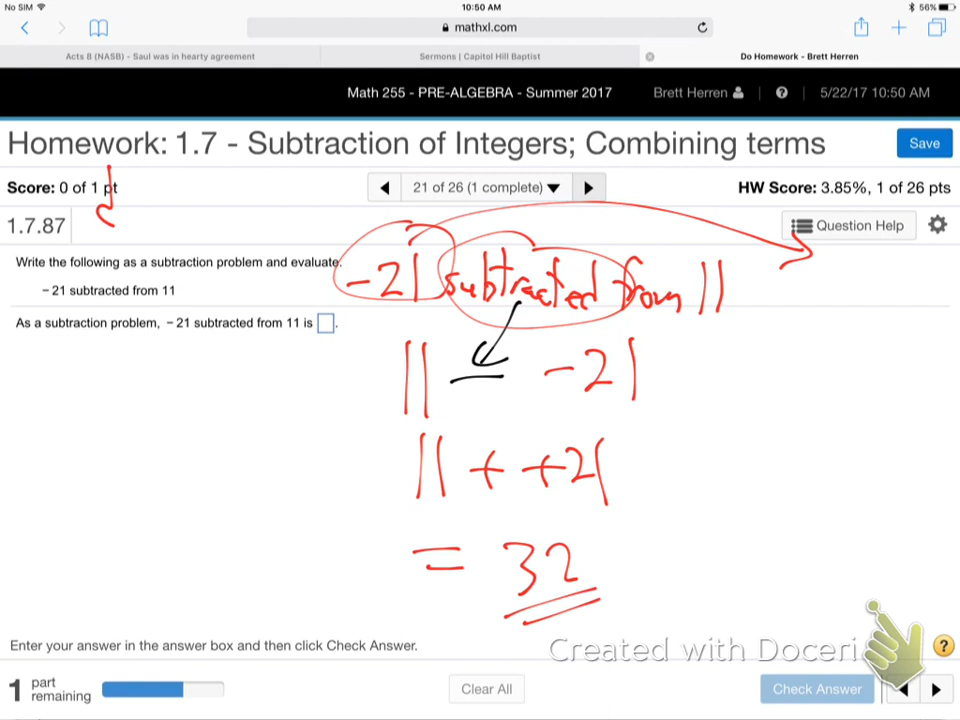 No SIM 10:50 AM 56%
mathxl.com
Acts 8 (NASB) - Saul was in hearty agreement Sermons | Capitol Hill Baptist Do Homework - Brett Herren
Math 255 - PRE-ALGEBRA - Summer 2017 Brett Herren | ? | 5/22/17 10:50 AM
Homework: 1.7 - Subtraction of Integers; Combining terms Save
Score: 0 of 1 pt 21 of 26 (1 complete) HW Score: 3.85%, 1 of 26 pts
1.7.87 Question Help
Write the following as a subtraction problem and evaluate.
-21 subtracted from 11
− 21 subtracted from 11
As a subtraction problem, − 21 subtracted from 11 is .
11 - -21
11 + +21
= 32
Enter your answer in the answer box and then click Check Answer.
Created with Doceri
?
1 part remaining Clear All Check Answer